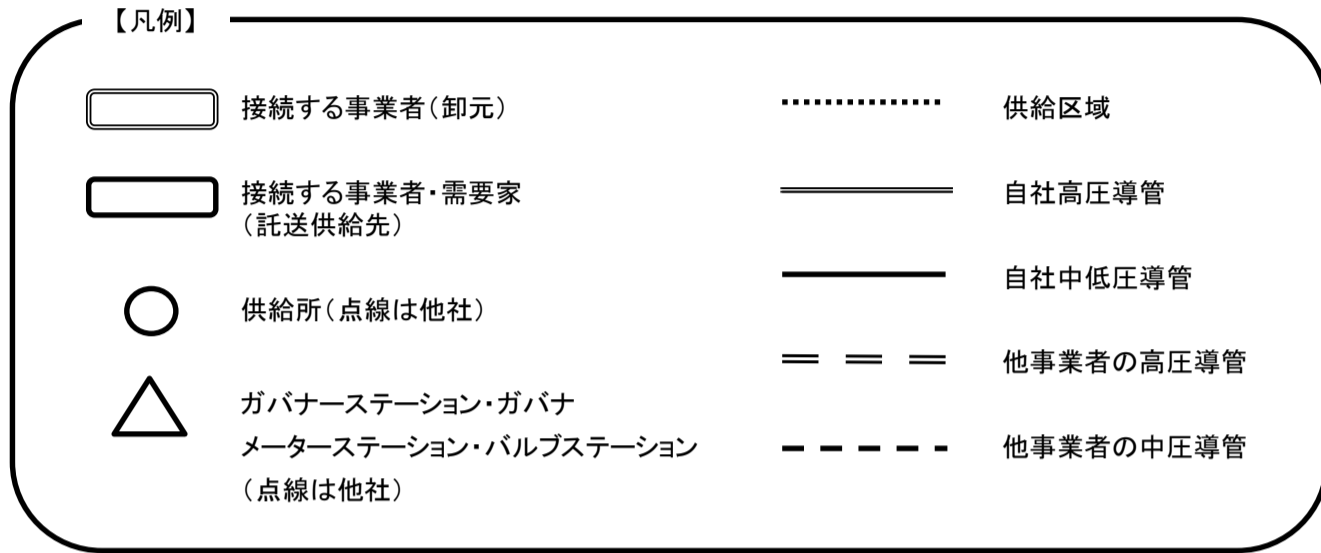 【凡例】
接続する事業者(卸元)
接続する事業者・需要家
(託送供給先)
供給所(点線は他社)
ガバナーステーション・ガバナ
メーターステーション・バルブステーション
(点線は他社)
供給区域
自社高圧導管
自社中低圧導管
他事業者の高圧導管
他事業者の中圧導管